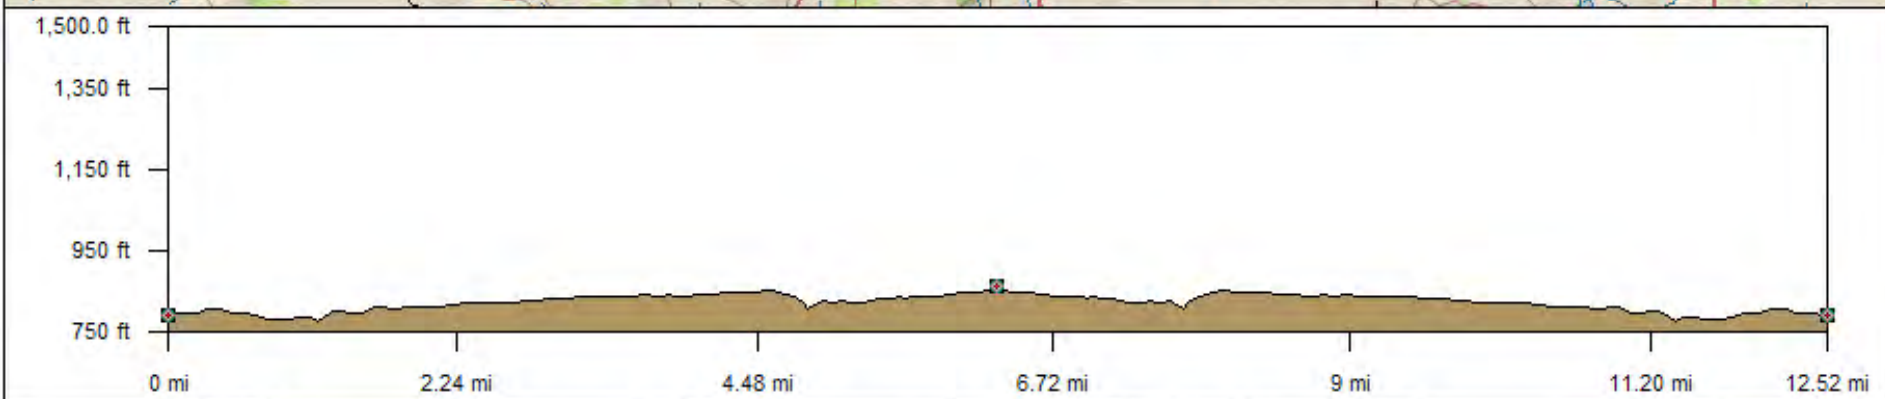 1,500.0 ft
1,350 ft
1,150 ft
950 ft
750 ft
0 mi
2.24 mi
4.48 mi
6.72 mi
9 mi
11.20 mi
12.52 mi